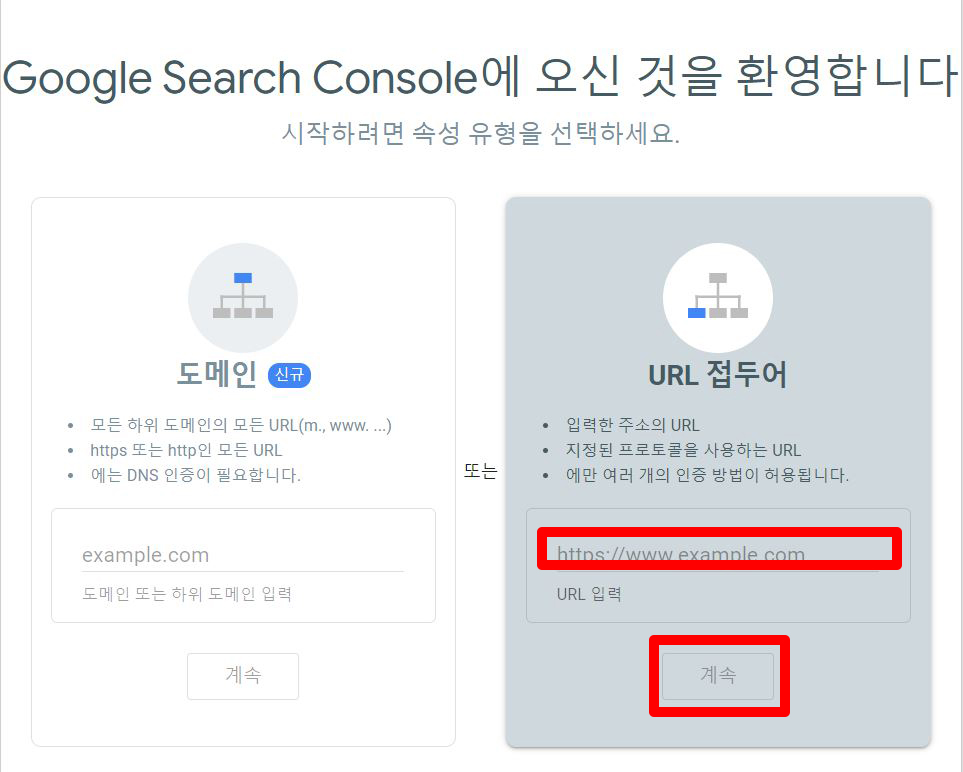 Google Search Console에 오신 것을 환영합니다
시작하려면 속성 유형을 선택하세요.
도메인 신규
모든 하위 도메인의 모든 URL(m., www. ...)
https 또는 http인 모든 URL
에는 DNS 인증이 필요합니다.
example.com
도메인 또는 하위 도메인 입력
계속
또는
URL 접두어
입력한 주소의 URL
지정된 프로토콜을 사용하는 URL
에만 여러 개의 인증 방법이 허용됩니다.
https://www.example.com
URL 입력
계속